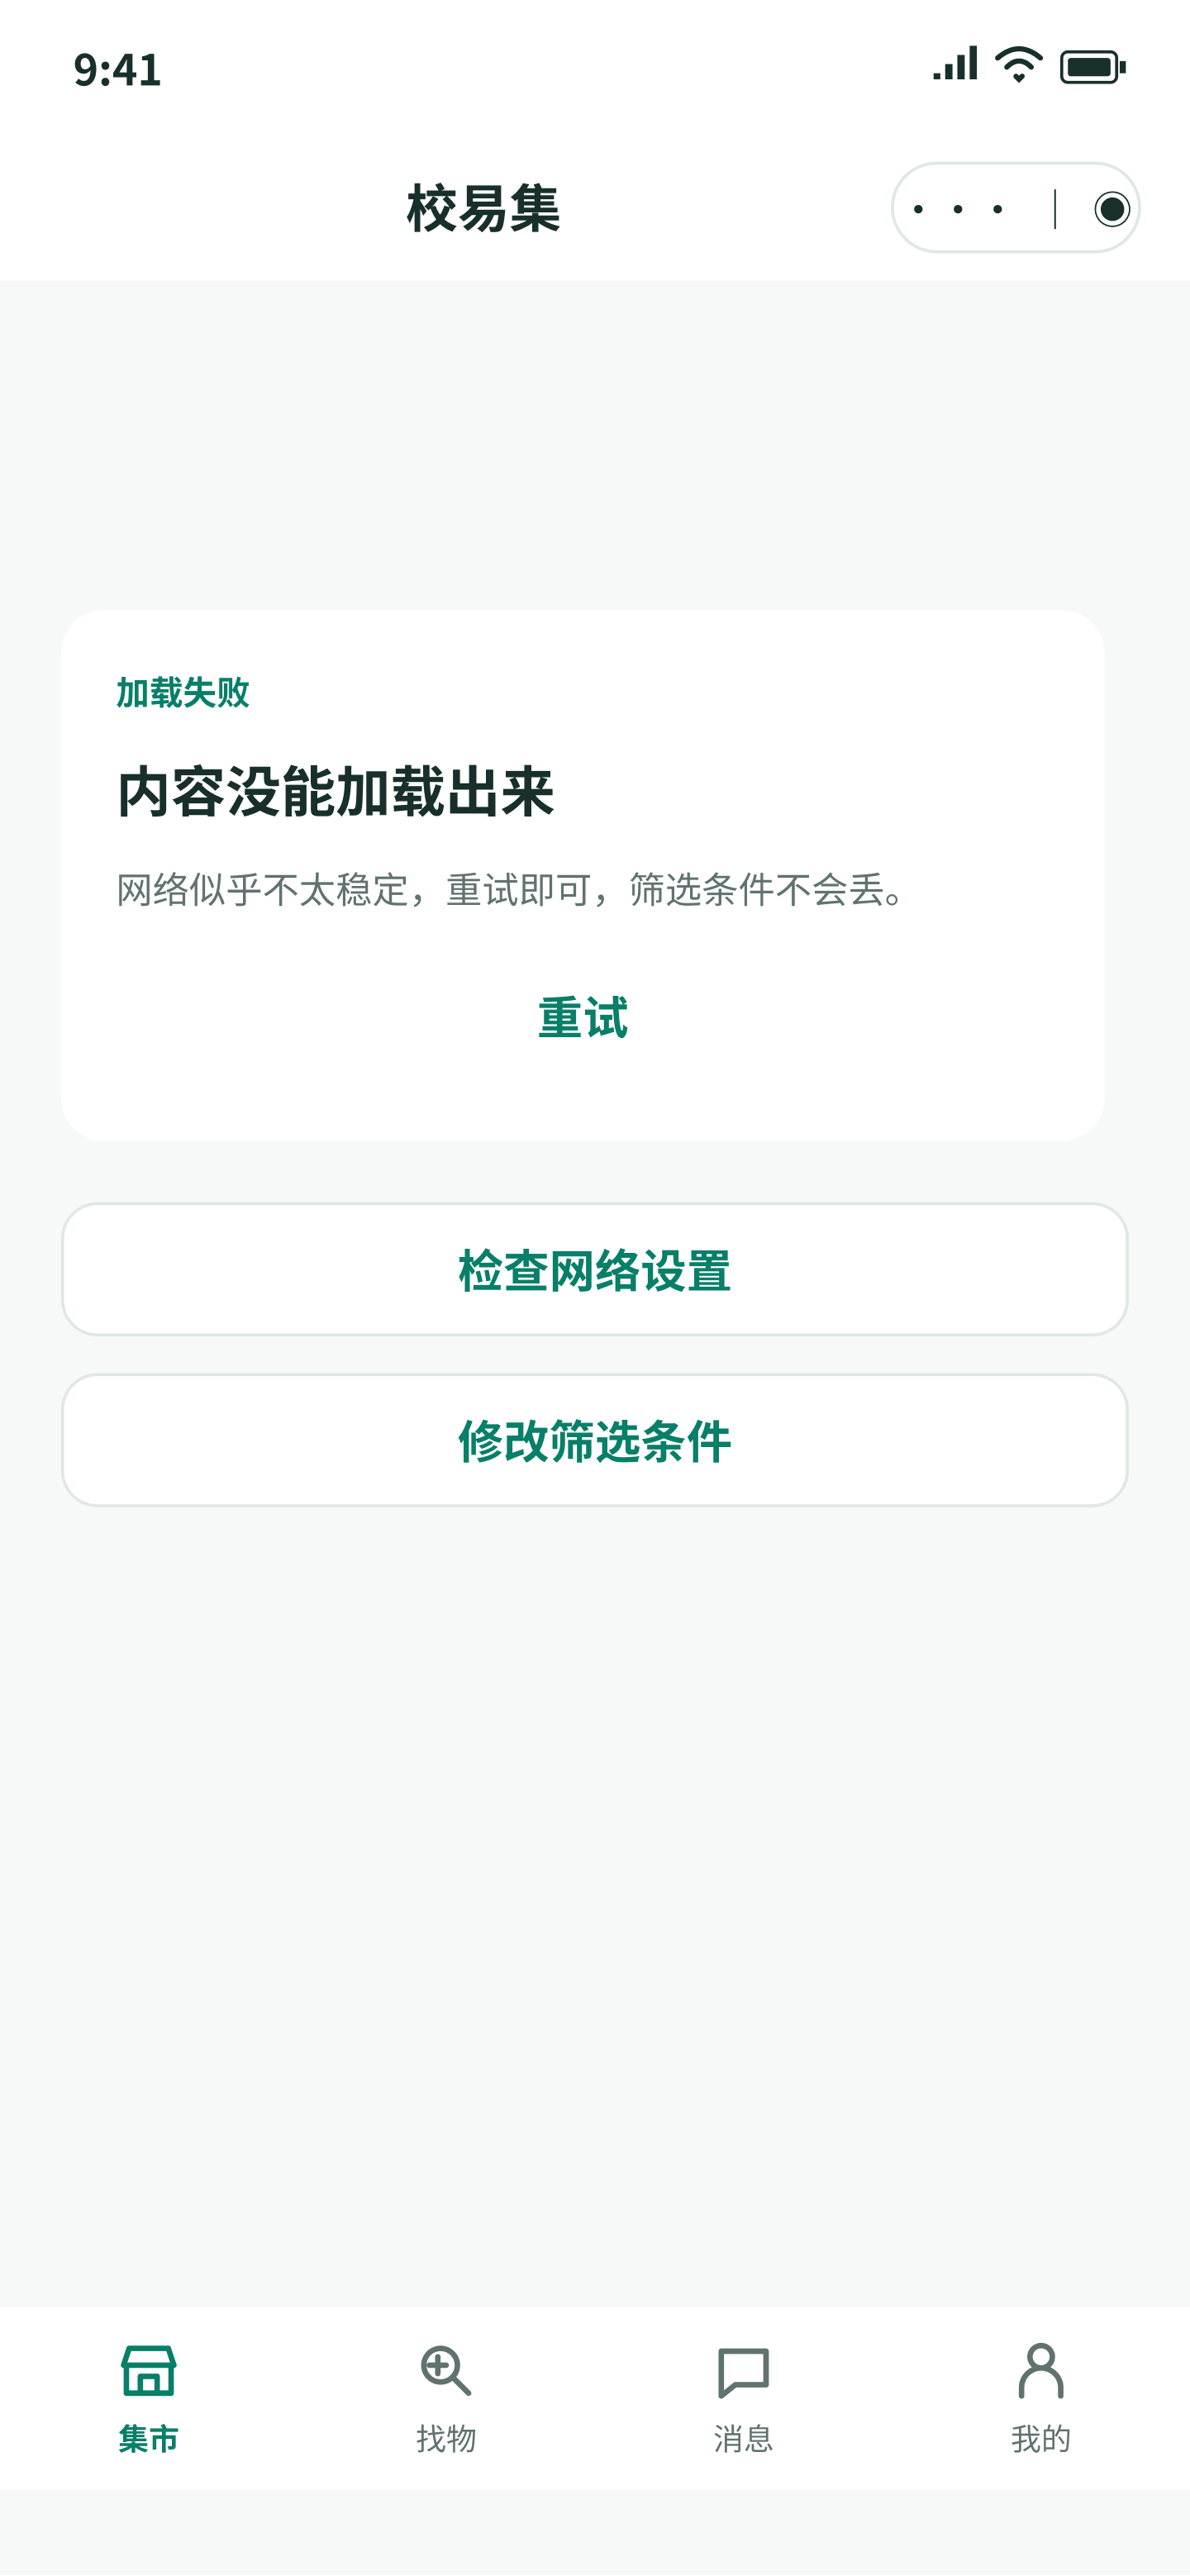 9:41
校易集
加载失败
内容没能加载出来
网络似乎不太稳定，重试即可，筛选条件不会丢。
重试
检查网络设置
修改筛选条件
集市
找物
消息
我的